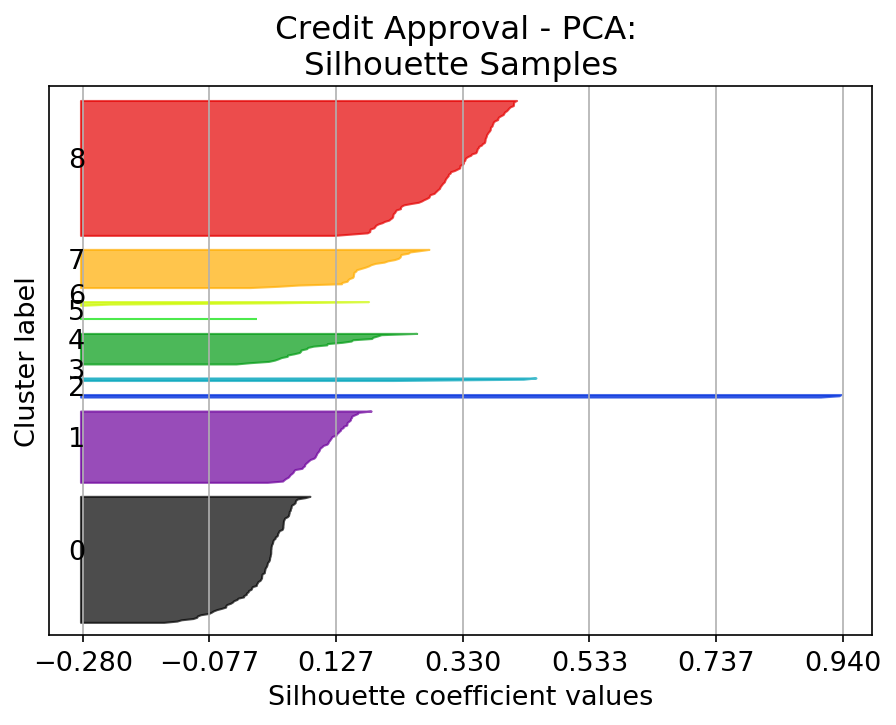 Credit Approval - PCA:
Silhouette Samples
Cluster label
8
7
6
5
4
3
2
1
0
−0.280 −0.077 0.127 0.330 0.533 0.737 0.940
Silhouette coefficient values